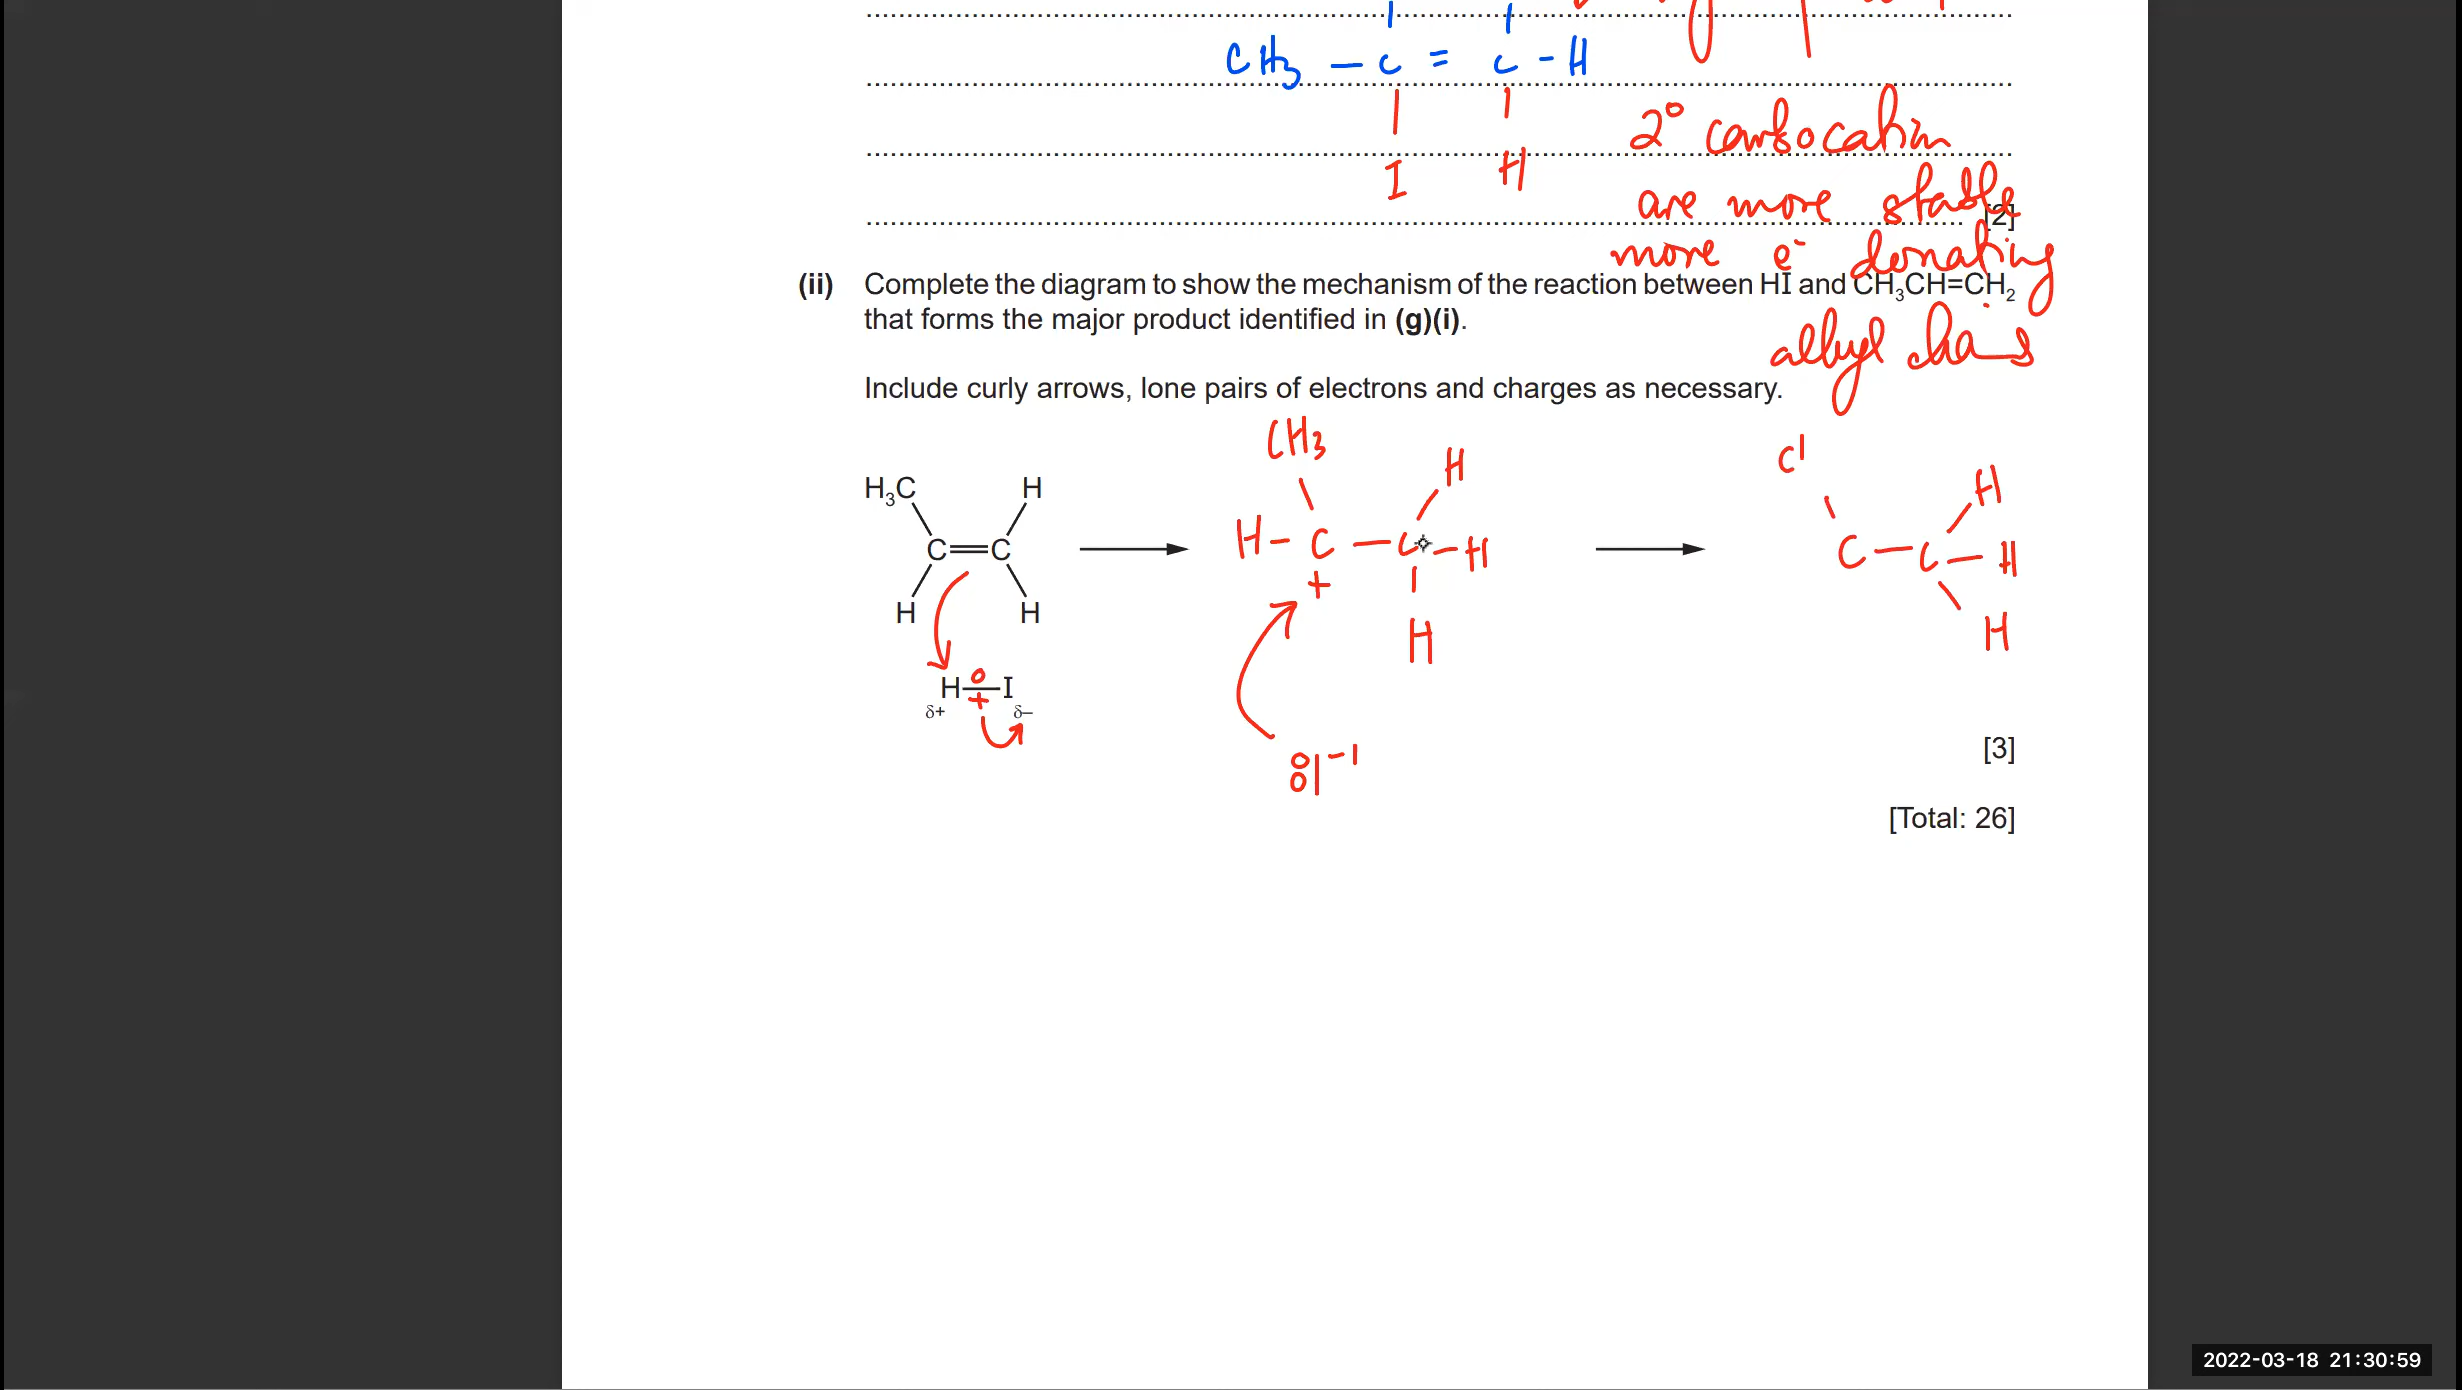 CH3 — C = C - H
I H
2° carbocation
are more stable
[2]
more e⁻ donating
(ii) Complete the diagram to show the mechanism of the reaction between HI and CH₃CH=CH₂
that forms the major product identified in (g)(i).
alkyl chains
Include curly arrows, lone pairs of electrons and charges as necessary.
CH3
H
Cl
H
H₃C H
H - C — C - H
C=C
C — C — H
+
H H
H
H
H—I
δ+ δ–
I⁻¹
[3]
[Total: 26]
2022-03-18 21:30:59